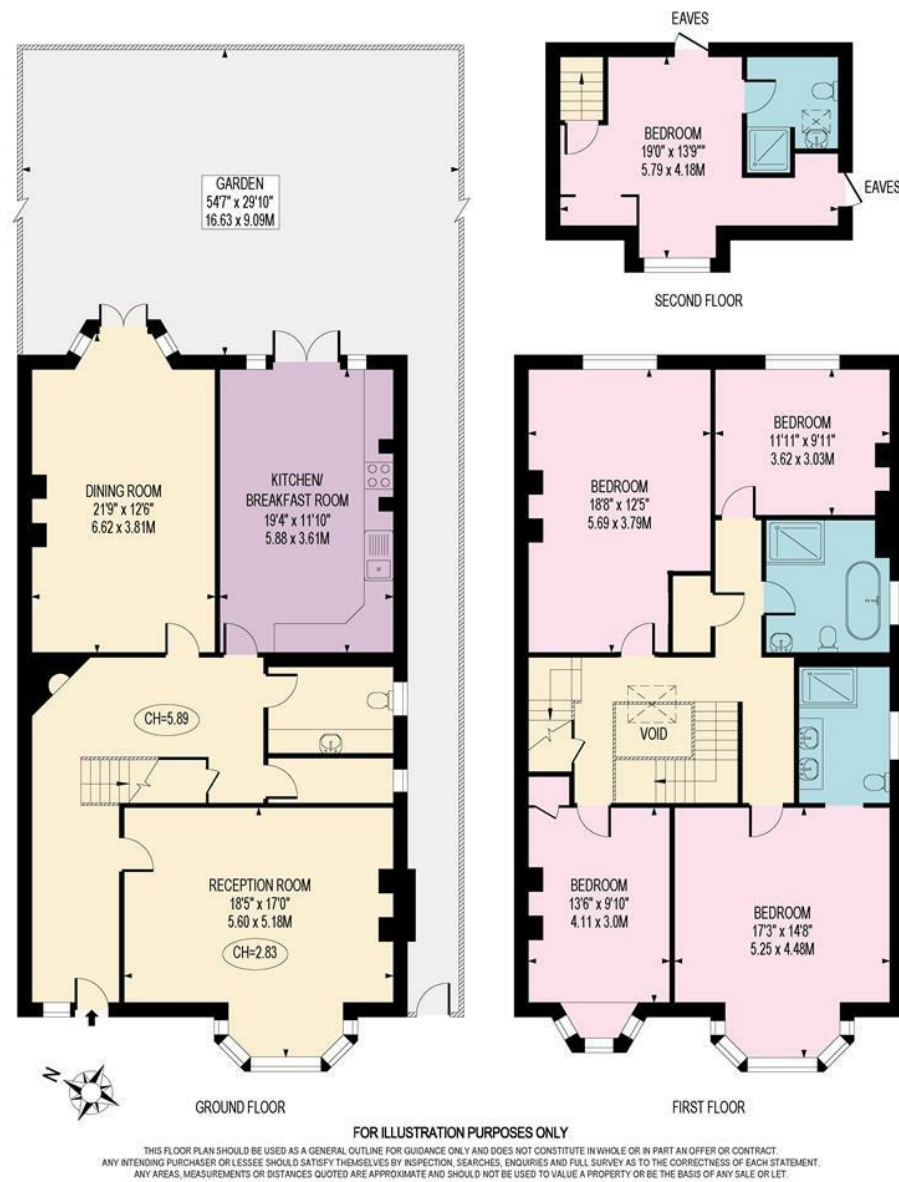 EAVES
BEDROOM
19'0" x 13'9""
5.79 x 4.18M
EAVES
SECOND FLOOR
GARDEN
54'7" x 29'10"
16.63 x 9.09M
DINING ROOM
21'9" x 12'6"
6.62 x 3.81M
KITCHEN/
BREAKFAST ROOM
19'4" x 11'10"
5.88 x 3.61M
CH=5.89
RECEPTION ROOM
18'5" x 17'0"
5.60 x 5.18M
CH=2.83
N
GROUND FLOOR
BEDROOM
18'8" x 12'5"
5.69 x 3.79M
BEDROOM
11'11" x 9'11"
3.62 x 3.03M
VOID
BEDROOM
13'6" x 9'10"
4.11 x 3.0M
BEDROOM
17'3" x 14'8"
5.25 x 4.48M
FIRST FLOOR
FOR ILLUSTRATION PURPOSES ONLY
THIS FLOOR PLAN SHOULD BE USED AS A GENERAL OUTLINE FOR GUIDANCE ONLY AND DOES NOT CONSTITUTE IN WHOLE OR IN PART AN OFFER OR CONTRACT.
ANY INTENDING PURCHASER OR LESSEE SHOULD SATISFY THEMSELVES BY INSPECTION, SEARCHES, ENQUIRIES AND FULL SURVEY AS TO THE CORRECTNESS OF EACH STATEMENT.
ANY AREAS, MEASUREMENTS OR DISTANCES QUOTED ARE APPROXIMATE AND SHOULD NOT BE USED TO VALUE A PROPERTY OR BE THE BASIS OF ANY SALE OR LET.